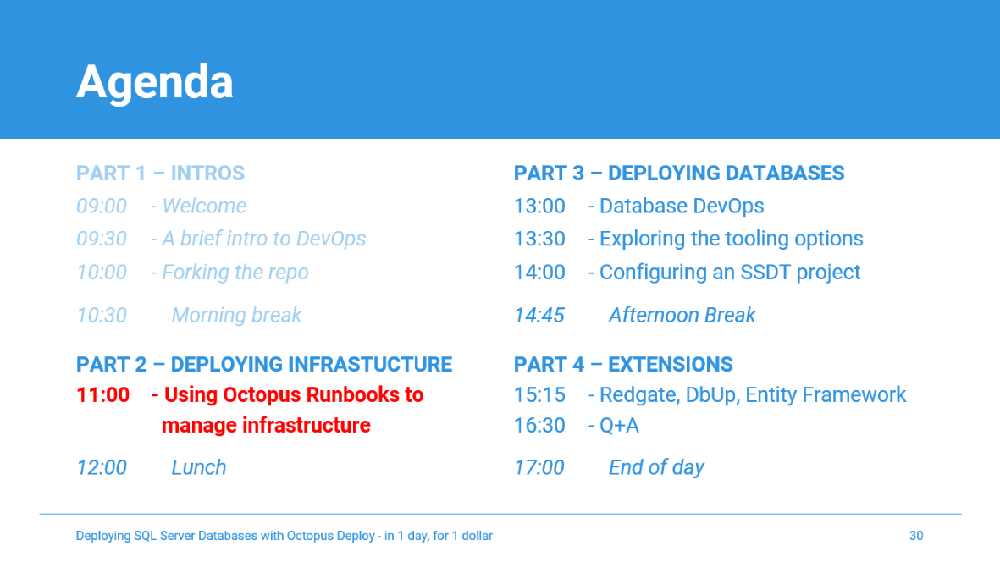 Agenda
PART 1 – INTROS
09:00 - Welcome
09:30 - A brief intro to DevOps
10:00 - Forking the repo
10:30 Morning break
PART 2 – DEPLOYING INFRASTUCTURE
11:00 - Using Octopus Runbooks to
manage infrastructure
12:00 Lunch
PART 3 – DEPLOYING DATABASES
13:00 - Database DevOps
13:30 - Exploring the tooling options
14:00 - Configuring an SSDT project
14:45 Afternoon Break
PART 4 – EXTENSIONS
15:15 - Redgate, DbUp, Entity Framework
16:30 - Q+A
17:00 End of day
Deploying SQL Server Databases with Octopus Deploy - in 1 day, for 1 dollar
30